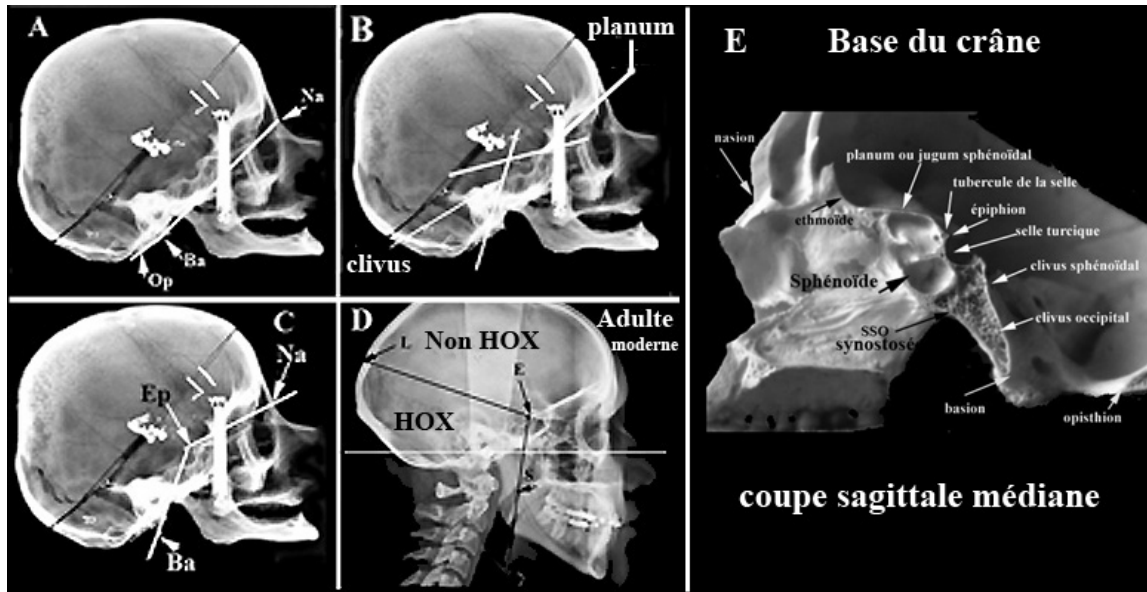 A
Na
Ba
Op
B
planum
clivus
C
Na
Ep
Ba
D
Adulte
moderne
L
Non HOX
E
HOX
S
E
Base du crâne
nasion
planum ou jugum sphénoïdal
tubercule de la selle
ethmoïde
épiphion
selle turcique
Sphénoïde
clivus sphénoïdal
clivus occipital
SSO
synostosé
basion
opisthion
coupe sagittale médiane